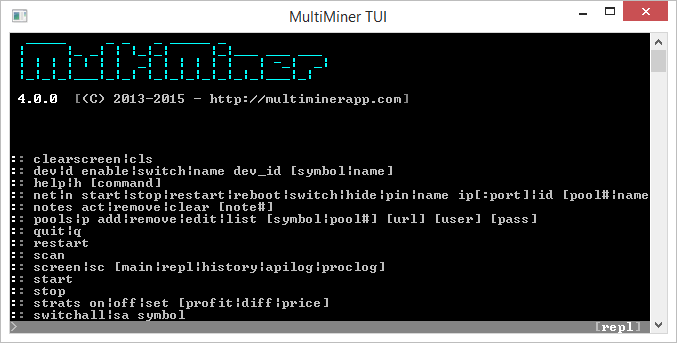 MultiMiner TUI
MultiMiner
4.0.0 [(C) 2013-2015 - http://multiminerapp.com]
:: clearscreen|cls
:: dev|d enable|switch|name dev_id [symbol|name]
:: help|h [command]
:: net|n start|stop|restart|reboot|switch|hide|pin|name ip[:port]|id [pool#|name
:: notes act|remove|clear [note#]
:: pools|p add|remove|edit|list [symbol|pool#] [url] [user] [pass]
:: quit|q
:: restart
:: scan
:: screen|sc [main|repl|history|apilog|proclog]
:: start
:: stop
:: strats on|off|set [profit|diff|price]
:: switchall|sa symbol
> [repl]